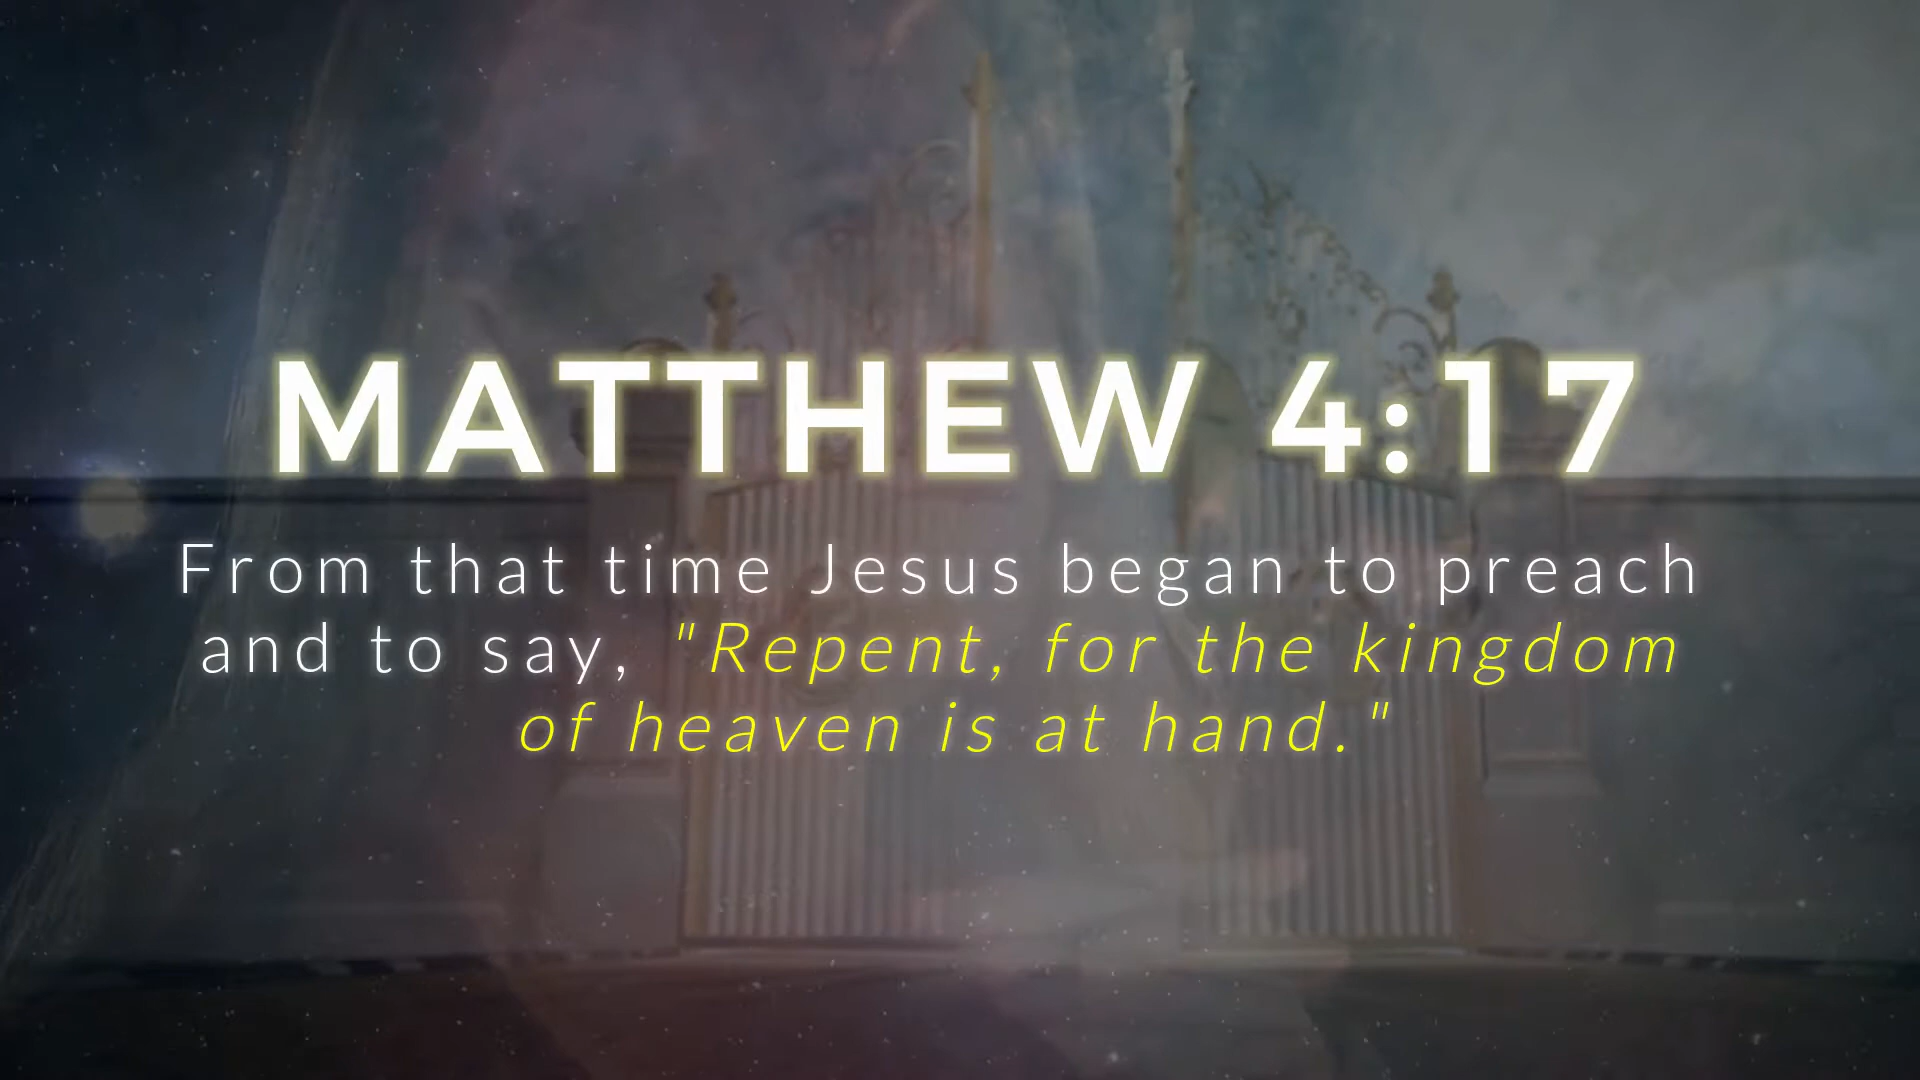 MATTHEW 4:17
From that time Jesus began to preach
and to say, "Repent, for the kingdom
of heaven is at hand."